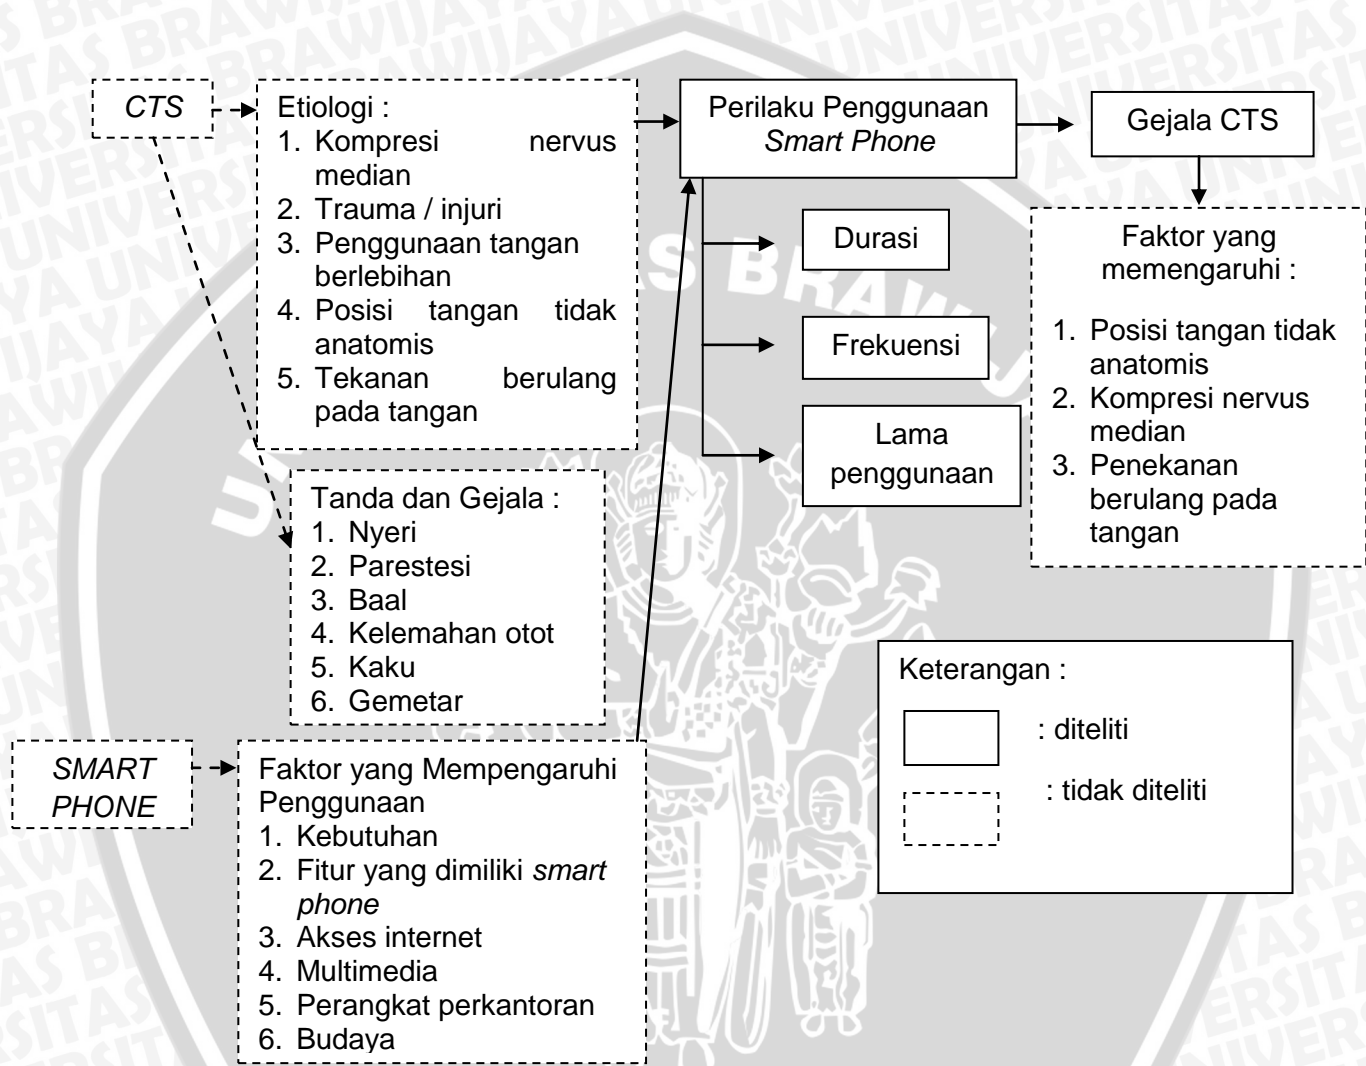 CTS
Etiologi :
1. Kompresi nervus
median
2. Trauma / injuri
3. Penggunaan tangan
berlebihan
4. Posisi tangan tidak
anatomis
5. Tekanan berulang
pada tangan
Perilaku Penggunaan
Smart Phone
Durasi
Frekuensi
Lama
penggunaan
Gejala CTS
Faktor yang
memengaruhi :
1. Posisi tangan tidak
anatomis
2. Kompresi nervus
median
3. Penekanan
berulang pada
tangan
Tanda dan Gejala :
1. Nyeri
2. Parestesi
3. Baal
4. Kelemahan otot
5. Kaku
6. Gemetar
SMART
PHONE
Faktor yang Mempengaruhi
Penggunaan
1. Kebutuhan
2. Fitur yang dimiliki smart
phone
3. Akses internet
4. Multimedia
5. Perangkat perkantoran
6. Budaya
Keterangan :
: diteliti
: tidak diteliti